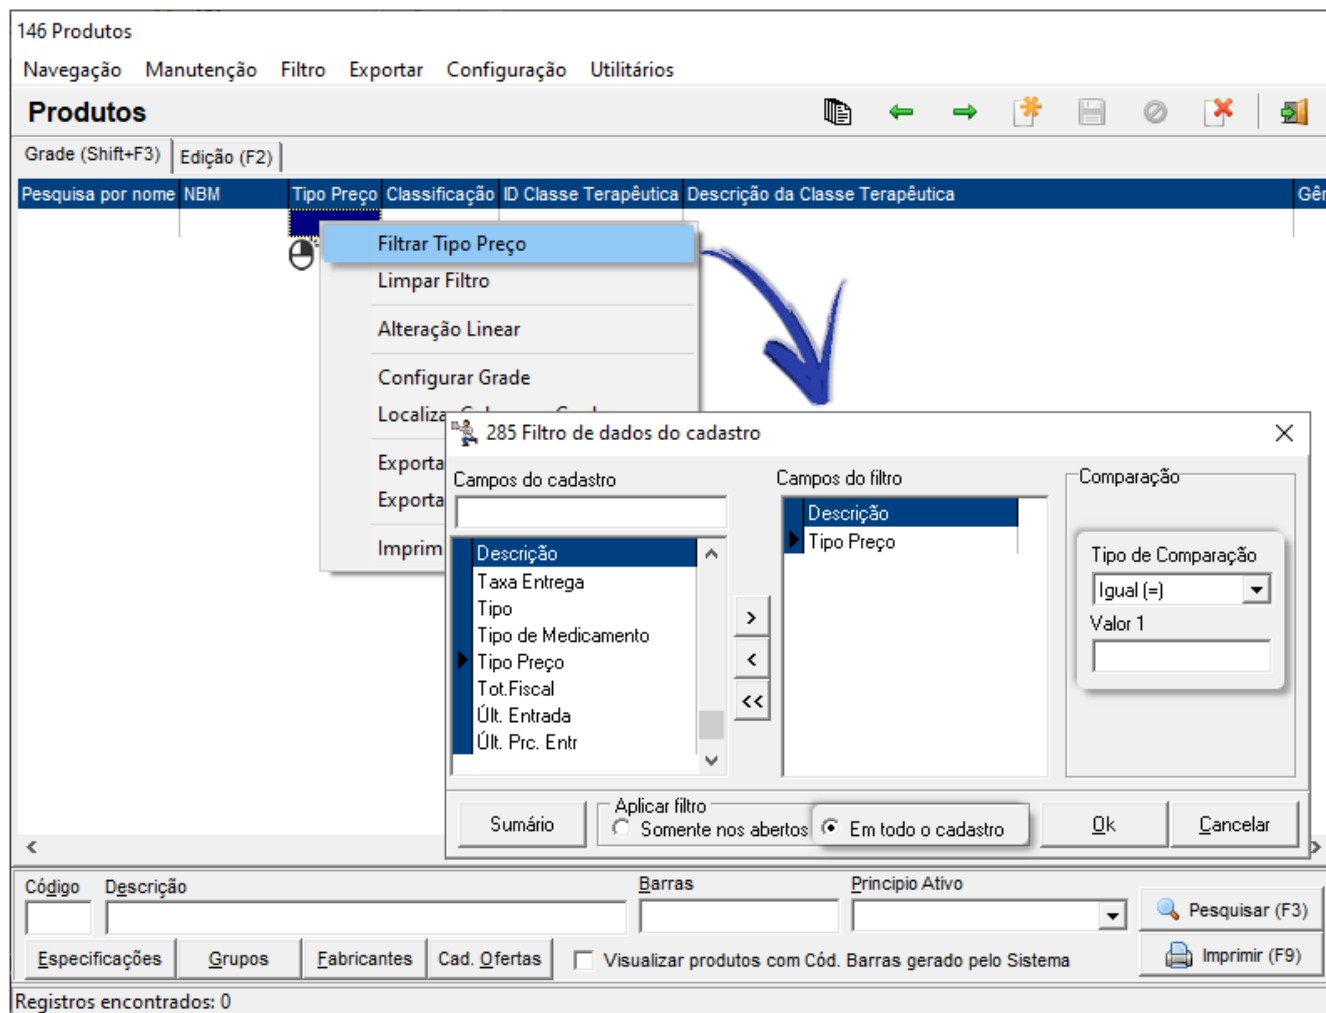 146 Produtos
Navegação Manutenção Filtro Exportar Configuração Utilitários
Produtos
Grade (Shift+F3) Edição (F2)
Pesquisa por nome NBM Tipo Preço Classificação ID Classe Terapêutica Descrição da Classe Terapêutica Gên
Filtrar Tipo Preço
Limpar Filtro
Alteração Linear
Configurar Grade
Localiza
Exporta
Exporta
Imprim
285 Filtro de dados do cadastro
Campos do cadastro
Descrição
Taxa Entrega
Tipo
Tipo de Medicamento
Tipo Preço
Tot.Fiscal
Últ. Entrada
Últ. Prc. Entr
>
<
<<
Campos do filtro
Descrição
Tipo Preço
Comparação
Tipo de Comparação
Igual (=)
Valor 1
Sumário
Aplicar filtro
Somente nos abertos Em todo o cadastro
Ok Cancelar
Código Descrição Barras Principio Ativo
Pesquisar (F3)
Especificações Grupos Fabricantes Cad. Ofertas Visualizar produtos com Cód. Barras gerado pelo Sistema Imprimir (F9)
Registros encontrados: 0